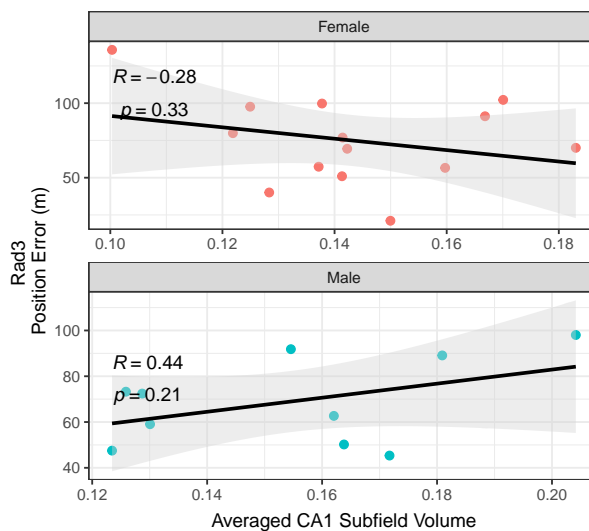 Female
R = −0.28
p = 0.33
100
50
0.10 0.12 0.14 0.16 0.18
Rad3
Position Error (m)
Male
R = 0.44
p = 0.21
100
80
60
40
0.12 0.14 0.16 0.18 0.20
Averaged CA1 Subfield Volume